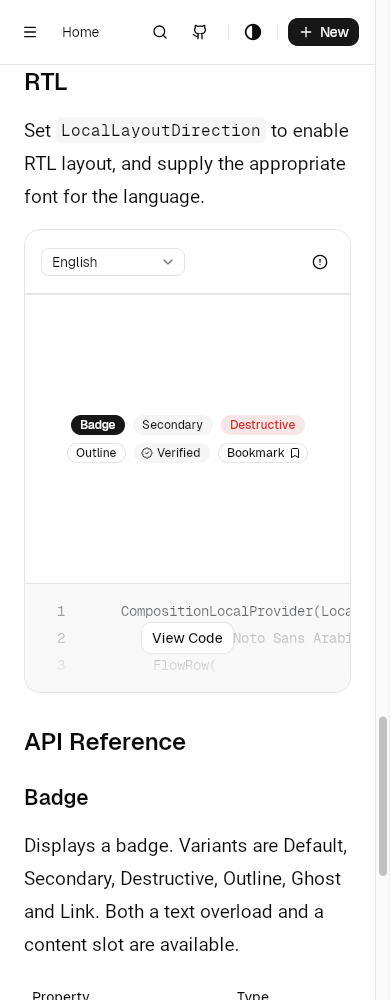 Home
New
RTL
Set LocalLayoutDirection to enable
RTL layout, and supply the appropriate
font for the language.
English
Badge Secondary Destructive
Outline Verified Bookmark
1 CompositionLocalProvider(Loca
2 View Code Noto Sans Arabi
3 FlowRow(
API Reference
Badge
Displays a badge. Variants are Default,
Secondary, Destructive, Outline, Ghost
and Link. Both a text overload and a
content slot are available.
Property Type